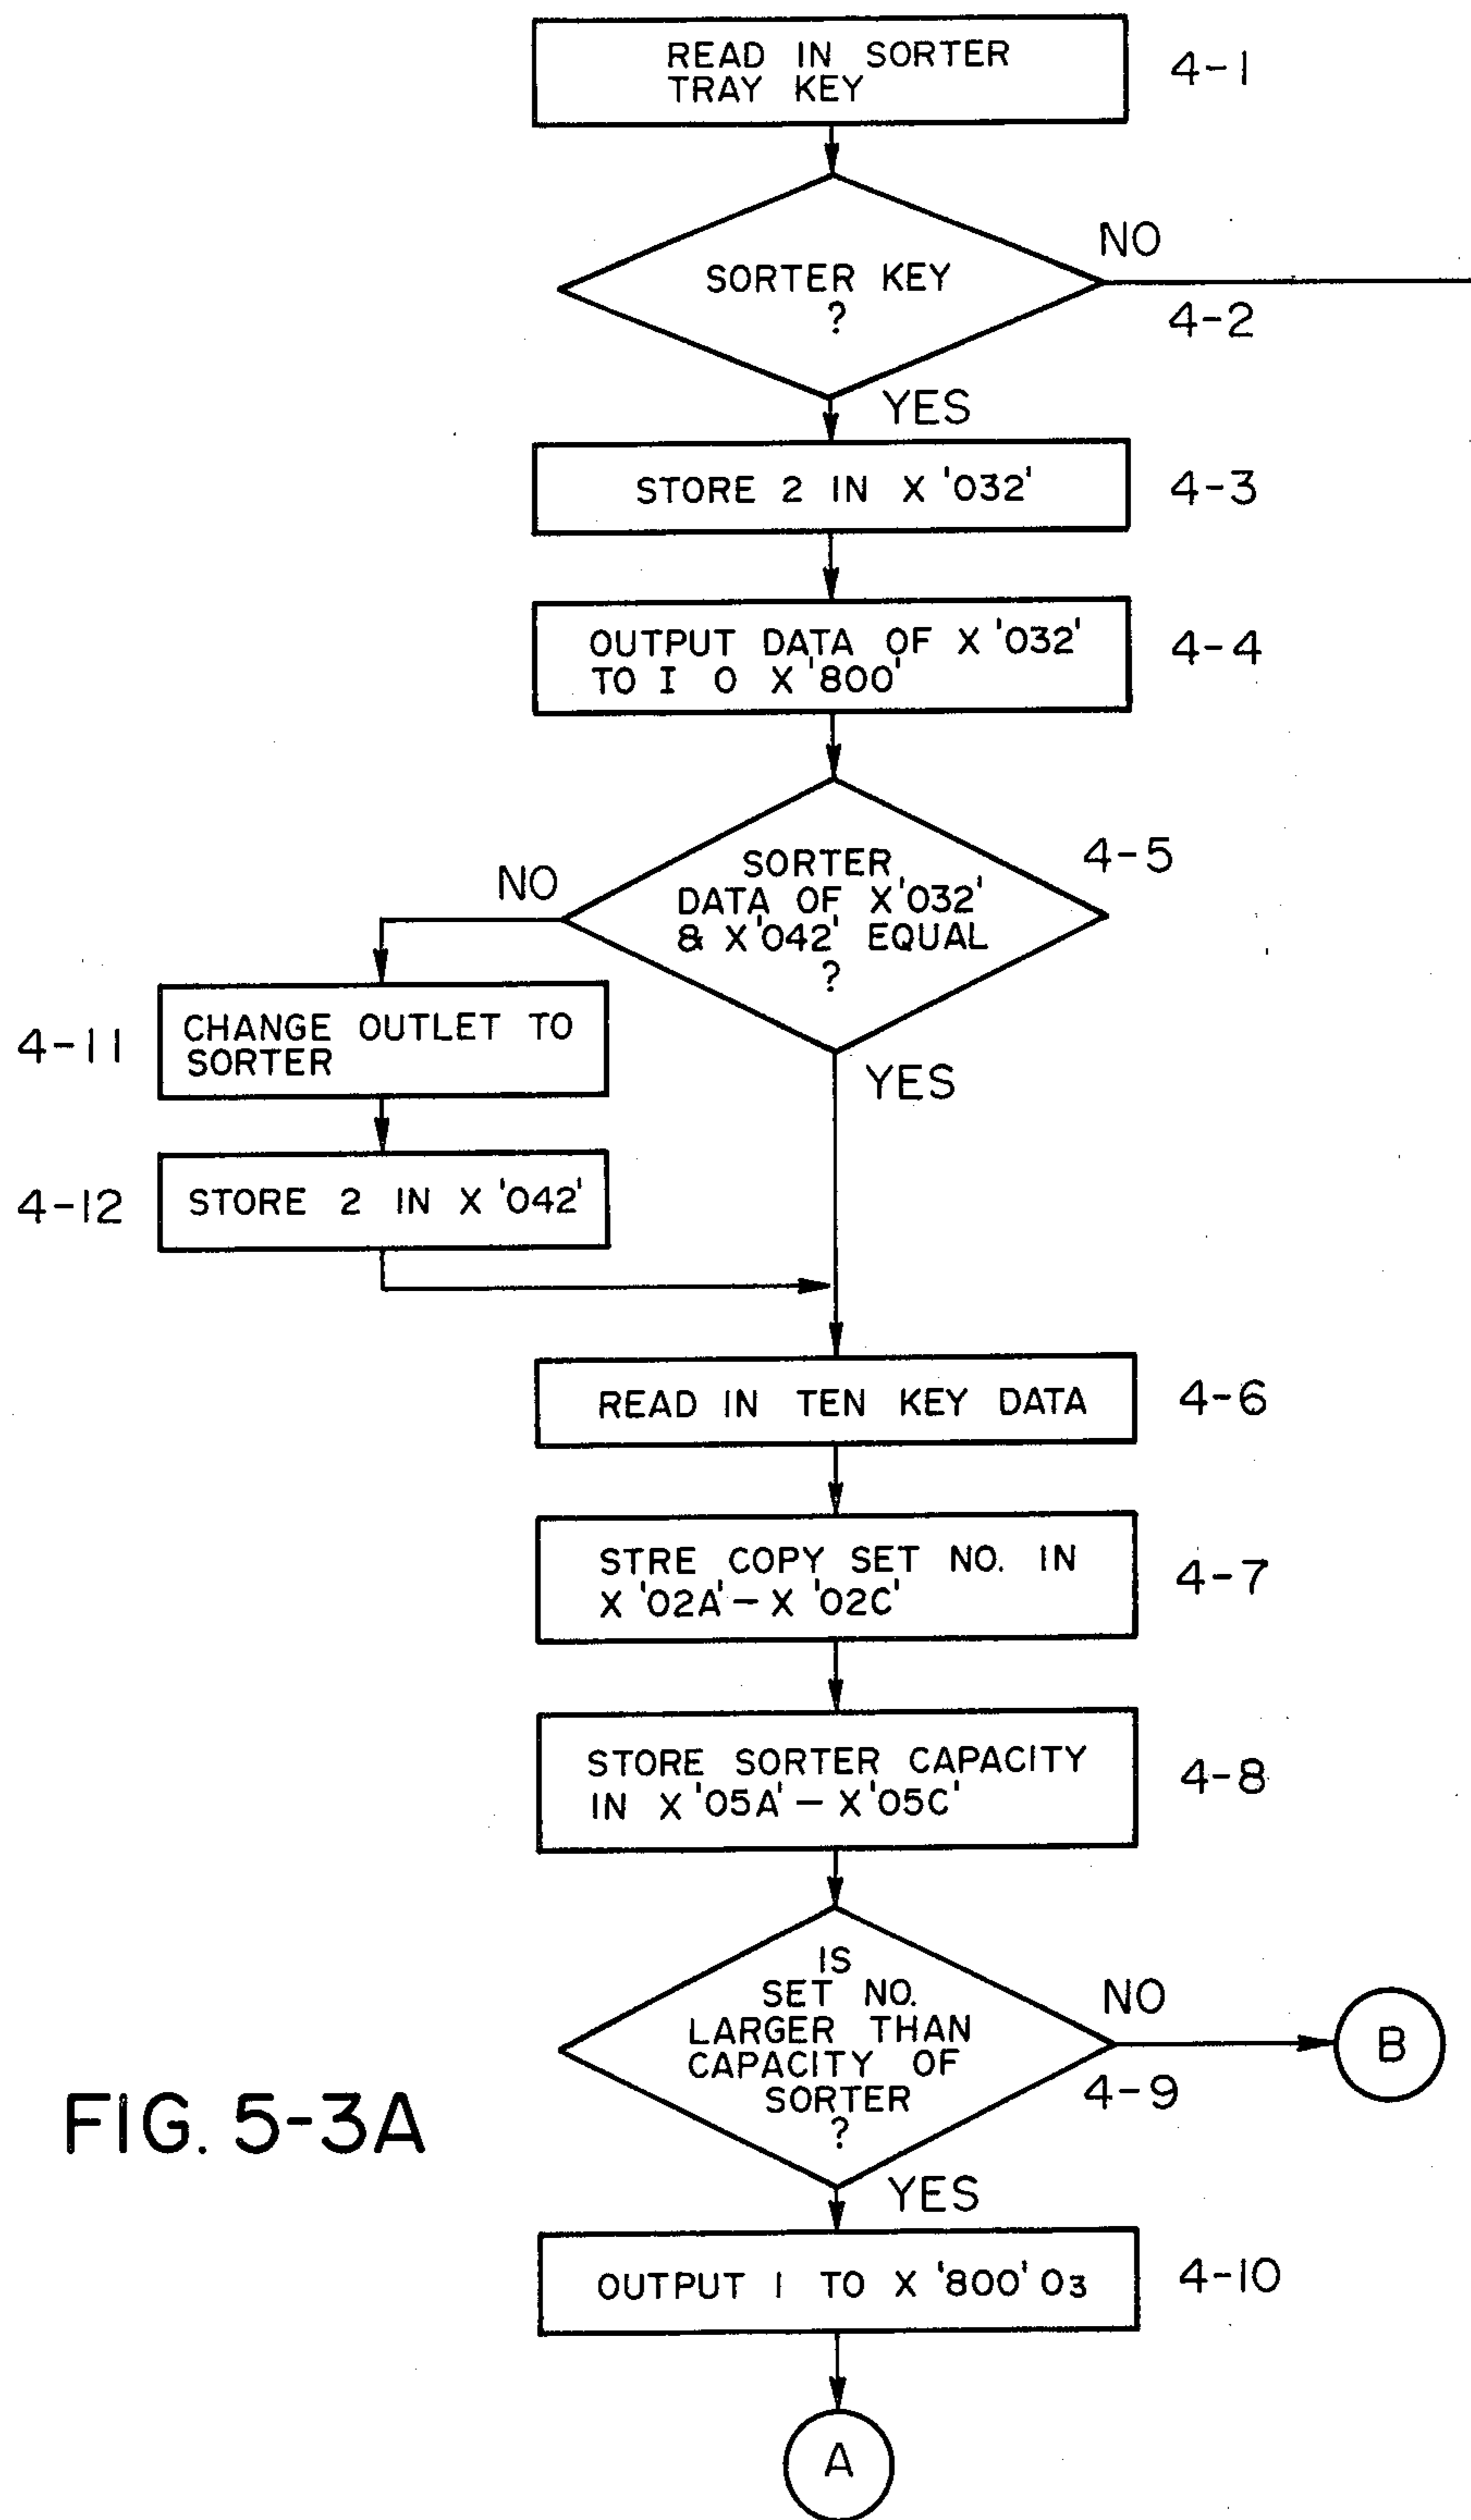 READ IN SORTER
TRAY KEY
4-1
SORTER KEY
?
NO
4-2
YES
STORE 2 IN X '032'
4-3
OUTPUT DATA OF X '032'
TO I O X '800'
4-4
SORTER
DATA OF X '032'
& X '042' EQUAL
?
4-5
NO
YES
4-11
CHANGE OUTLET TO
SORTER
4-12
STORE 2 IN X '042'
READ IN TEN KEY DATA
4-6
STRE COPY SET NO. IN
X '02A' – X '02C'
4-7
STORE SORTER CAPACITY
IN X '05A' – X '05C'
4-8
IS
SET NO.
LARGER THAN
CAPACITY OF
SORTER
?
NO
B
4-9
YES
FIG. 5-3A
OUTPUT 1 TO X '800' O3
4-10
A